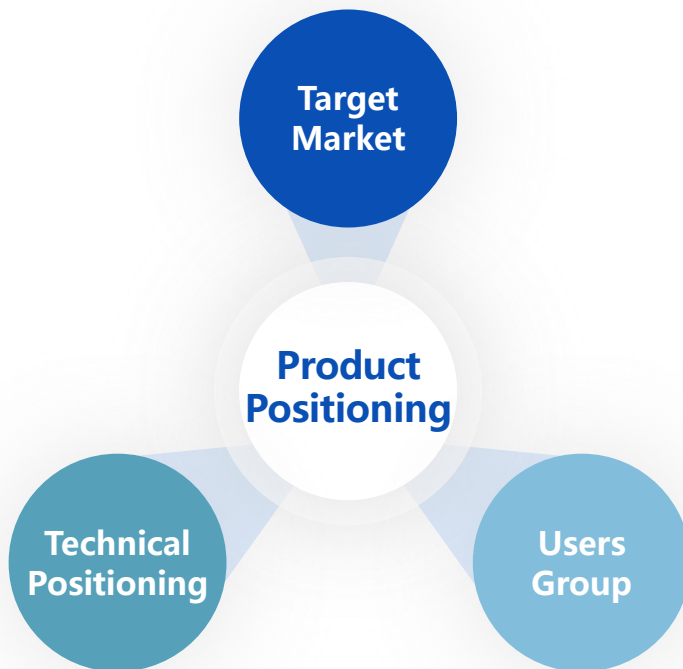 Target
Market
Product
Positioning
Technical
Positioning
Users
Group